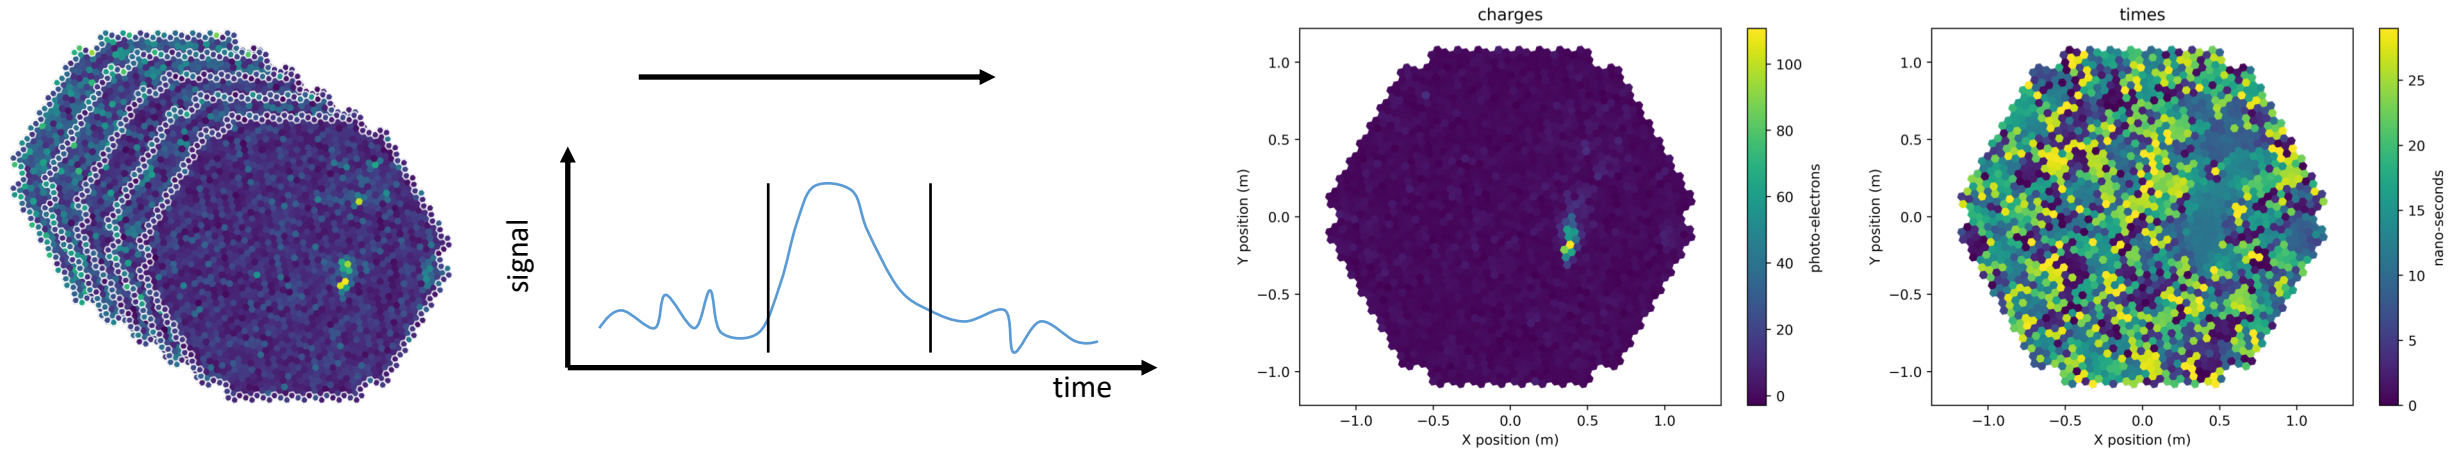 signal
time
charges
1.0
0.5
0.0
−0.5
−1.0
Y position (m)
−1.0 −0.5 0.0 0.5 1.0
X position (m)
100
80
60
40
20
0
photo-electrons
times
1.0
0.5
0.0
−0.5
−1.0
Y position (m)
−1.0 −0.5 0.0 0.5 1.0
X position (m)
25
20
15
10
5
0
nano-seconds